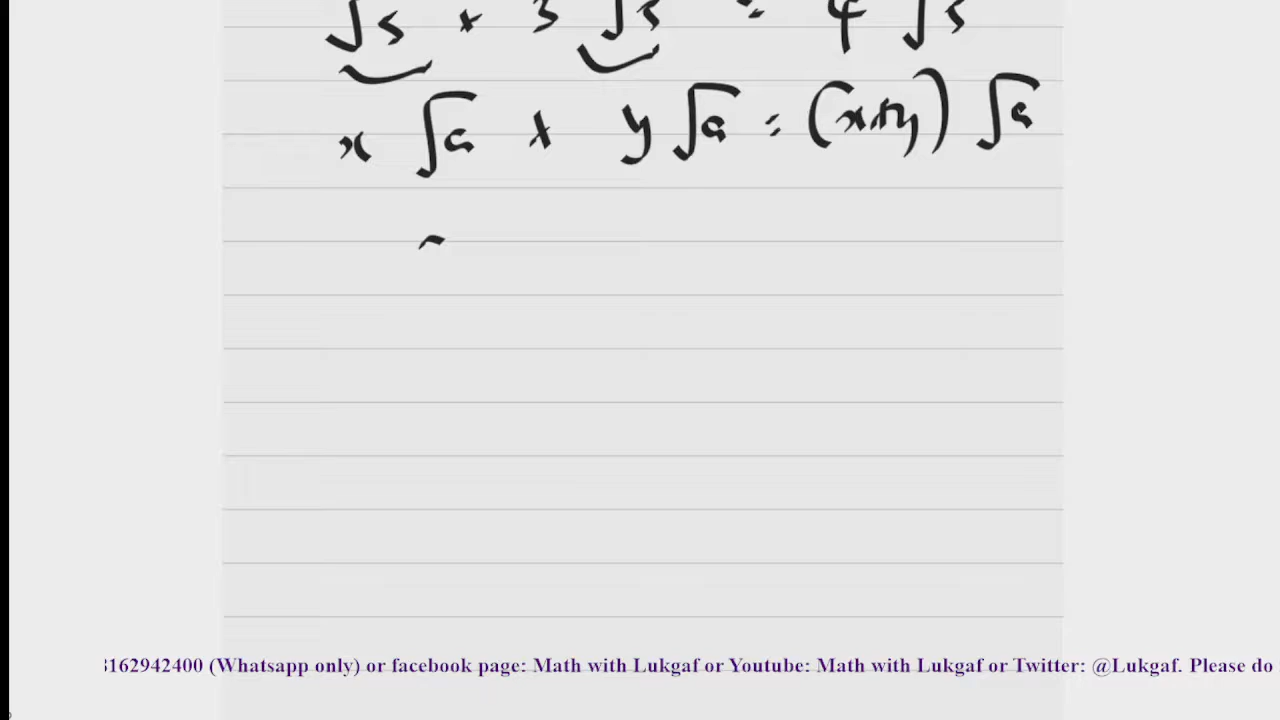 √5 + 3 √5 = 4 √5
x √a + y √a = (x+y) √a
3162942400 (Whatsapp only) or facebook page: Math with Lukgaf or Youtube: Math with Lukgaf or Twitter: @Lukgaf. Please do